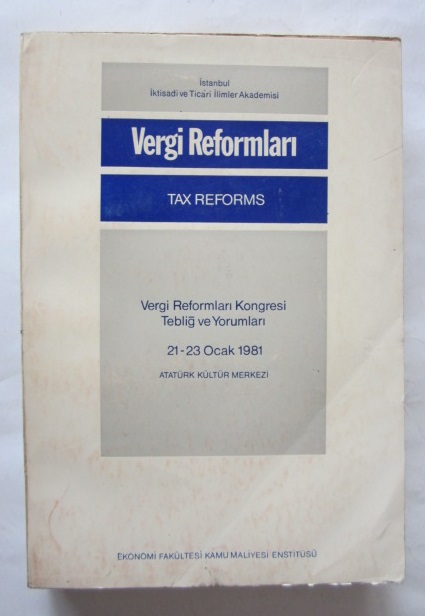 İstanbul
İktisadi ve Ticari İlimler Akademisi
Vergi Reformları
TAX REFORMS
Vergi Reformları Kongresi
Tebliğ ve Yorumları
21-23 Ocak 1981
ATATÜRK KÜLTÜR MERKEZİ
EKONOMİ FAKÜLTESİ KAMU MALİYESİ ENSTİTÜSÜ